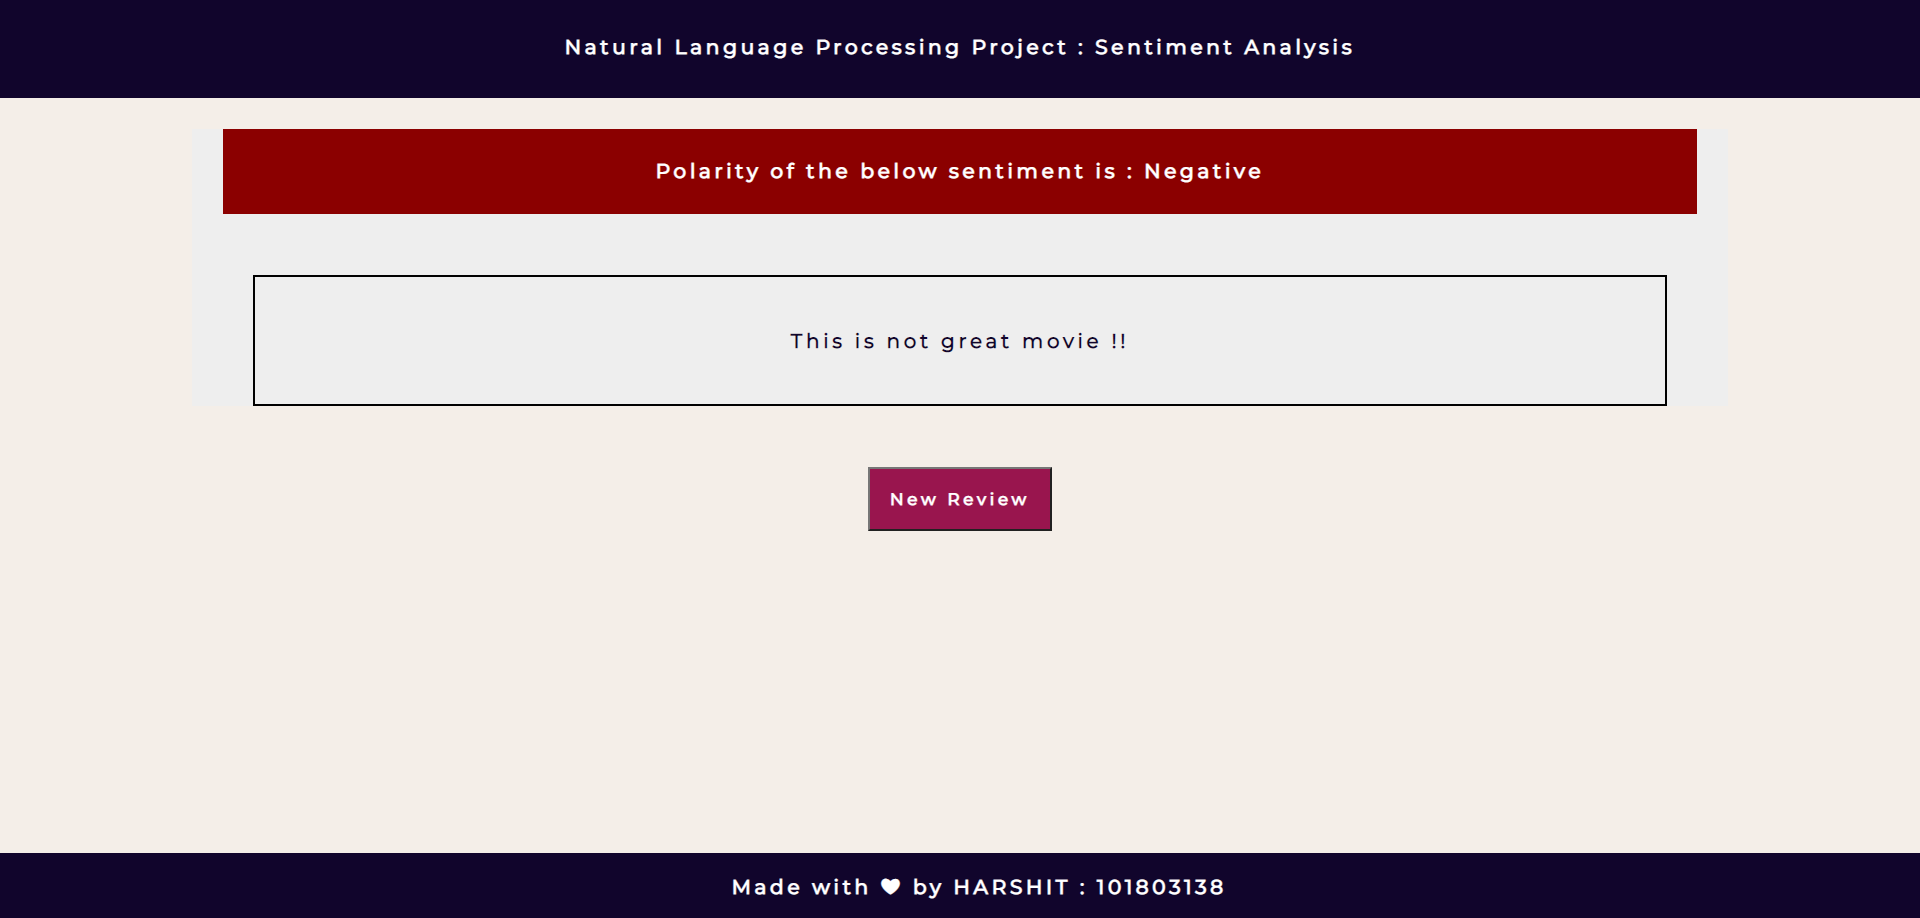 Natural Language Processing Project : Sentiment Analysis
Polarity of the below sentiment is : Negative
This is not great movie !!
New Review
Made with ♥ by HARSHIT : 101803138